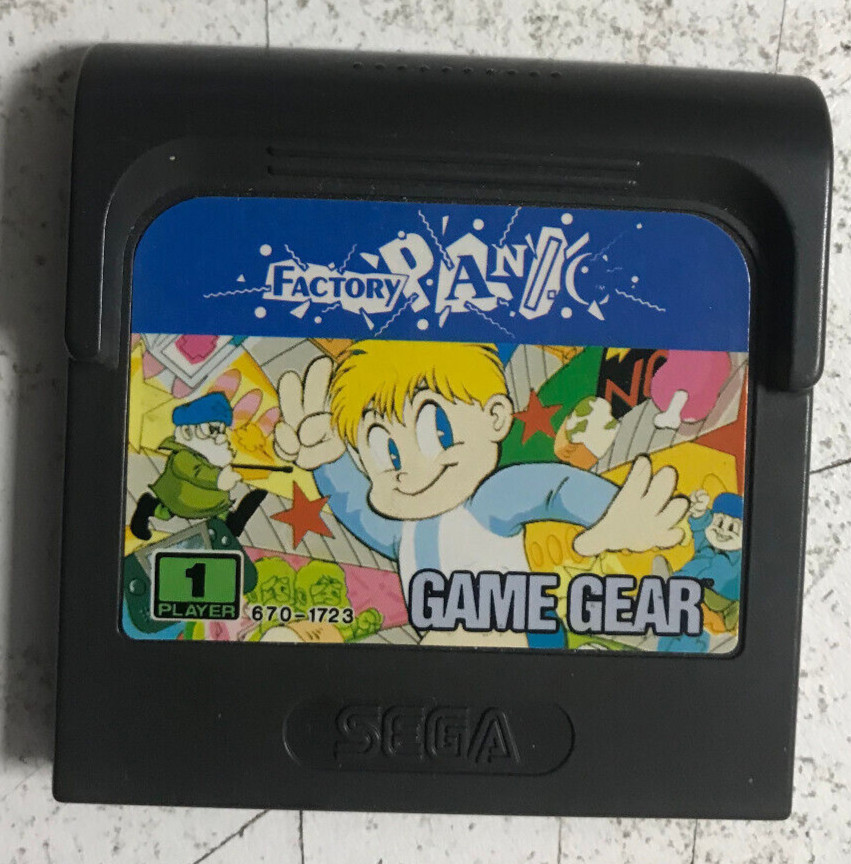 FACTORY PANIC
1
PLAYER
670-1723
GAME GEAR
SEGA